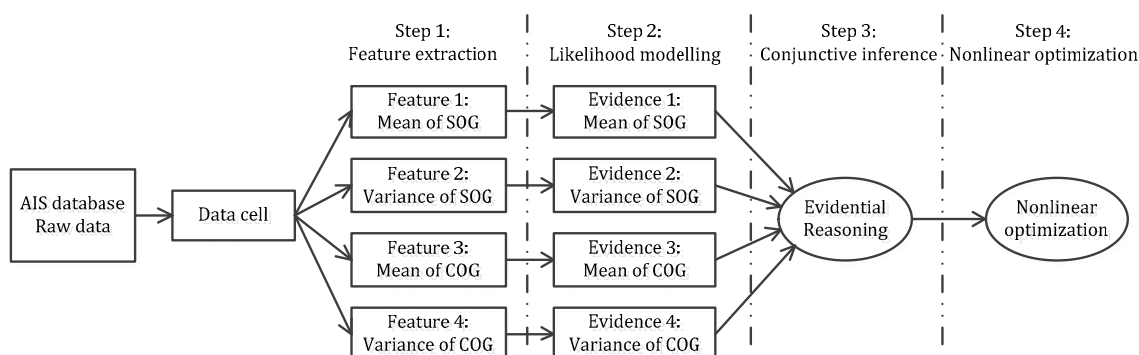 Step 1:
Feature extraction
Step 2:
Likelihood modelling
Step 3:
Conjunctive inference
Step 4:
Nonlinear optimization
AIS database
Raw data
Data cell
Feature 1:
Mean of SOG
Feature 2:
Variance of SOG
Feature 3:
Mean of COG
Feature 4:
Variance of COG
Evidence 1:
Mean of SOG
Evidence 2:
Variance of SOG
Evidence 3:
Mean of COG
Evidence 4:
Variance of COG
Evidential
Reasoning
Nonlinear
optimization